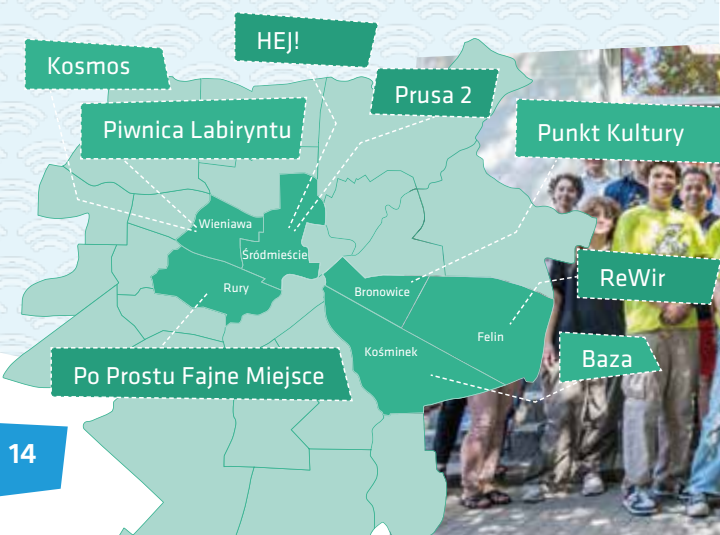 HEJ!
Kosmos
Prusa 2
Piwnica Labiryntu
Punkt Kultury
Wieniawa
Śródmieście
ReWir
Rury
Bronowice
Felin
Kośminek
Baza
Po Prostu Fajne Miejsce
14